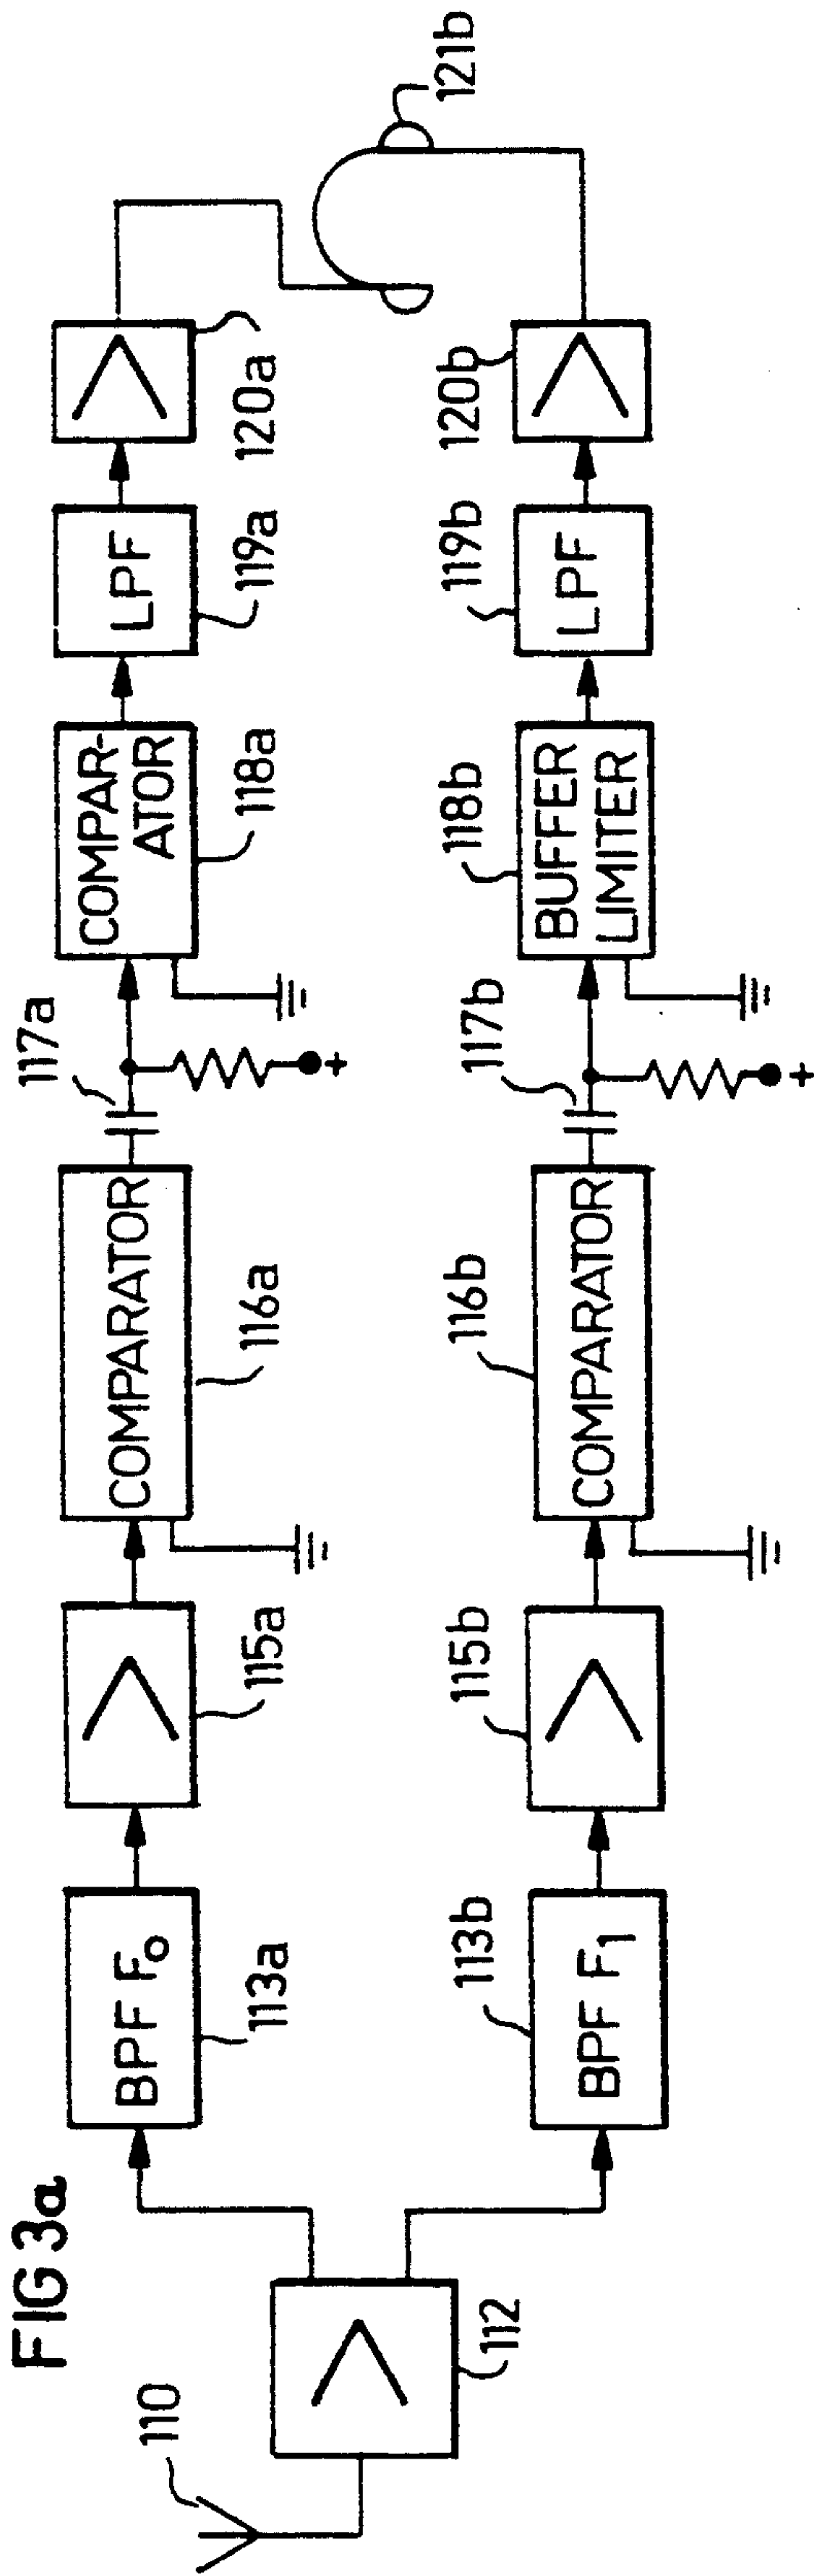 FIG 3a
110
112
BPF F₀
113a
115a
COMPARATOR
116a
117a
+
COMPAR-
ATOR
118a
LPF
119a
120a
121b
BPF F₁
113b
115b
COMPARATOR
116b
117b
+
BUFFER
LIMITER
118b
LPF
119b
120b